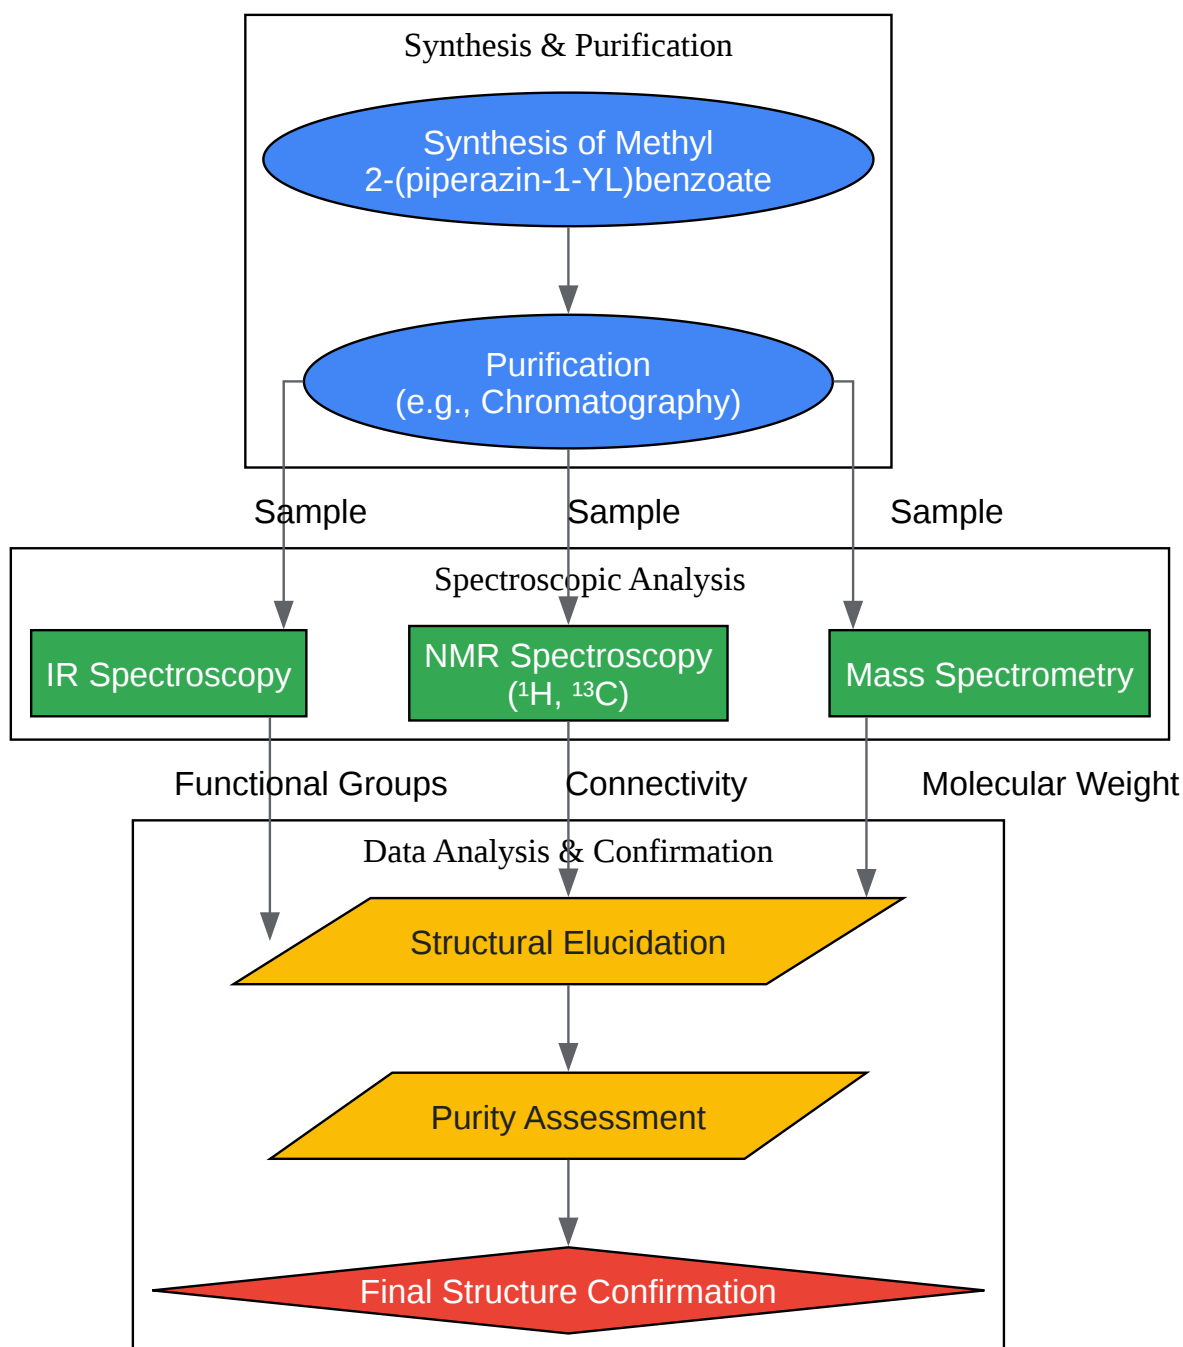 Synthesis & Purification
Synthesis of Methyl
2-(piperazin-1-YL)benzoate
Purification
(e.g., Chromatography)
Sample Sample Sample
Spectroscopic Analysis
IR Spectroscopy
NMR Spectroscopy
(¹H, ¹³C)
Mass Spectrometry
Functional Groups Connectivity Molecular Weight
Data Analysis & Confirmation
Structural Elucidation
Purity Assessment
Final Structure Confirmation